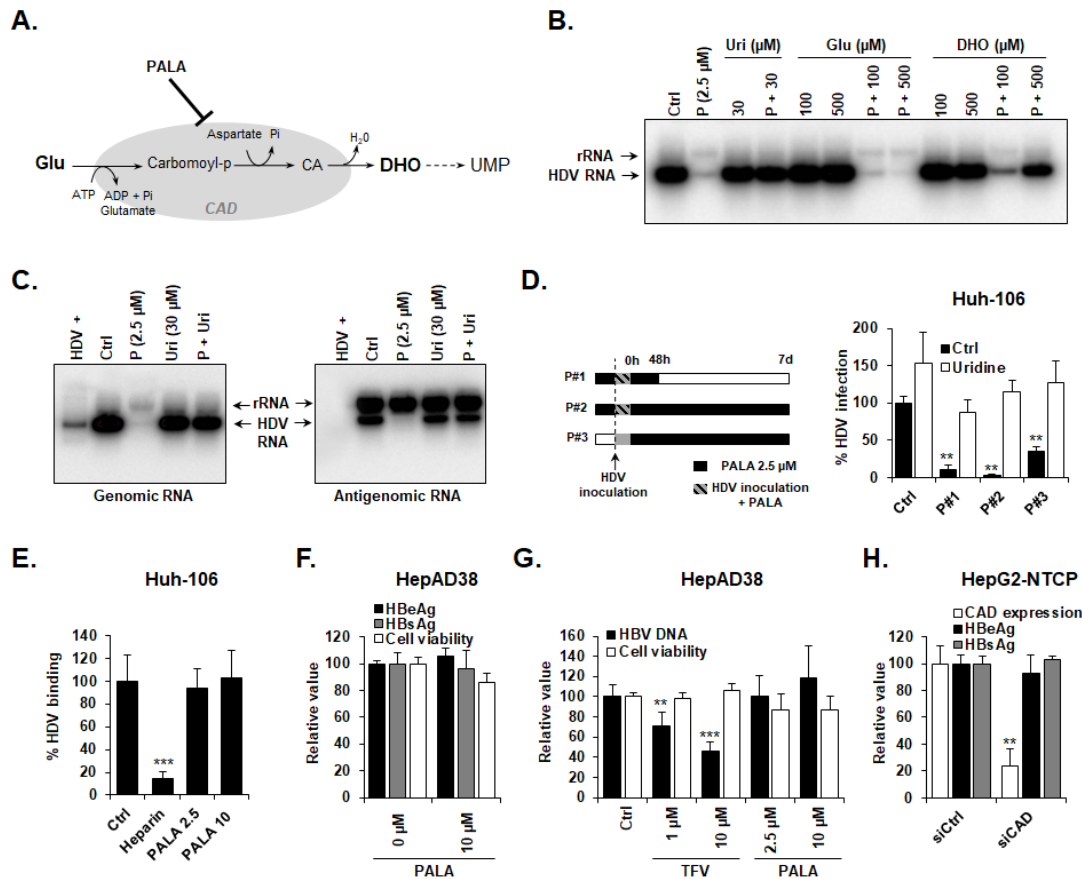 A.
PALA
Aspartate Pi
H20
Glu
Carbomoyl-p
CA
DHO
UMP
ATP
ADP + Pi
Glutamate
CAD
B.
Uri (µM)
Glu (µM)
DHO (µM)
Ctrl
P (2.5 µM)
30
P + 30
100
500
P + 100
P + 500
100
500
P + 100
P + 500
rRNA
HDV RNA
C.
HDV +
Ctrl
P (2.5 µM)
Uri (30 µM)
P + Uri
HDV +
Ctrl
P (2.5 µM)
Uri (30 µM)
P + Uri
rRNA
HDV
RNA
Genomic RNA
Antigenomic RNA
D.
0h
48h
7d
P#1
P#2
P#3
HDV
inoculation
PALA 2.5 µM
HDV inoculation
+ PALA
Huh-106
% HDV infection
200
150
100
50
0
Ctrl
Uridine
**
**
**
Ctrl
P#1
P#2
P#3
E.
Huh-106
% HDV binding
140
120
100
80
60
40
20
0
***
Ctrl
Heparin
PALA 2.5
PALA 10
F.
HepAD38
HBeAg
HBsAg
Cell viability
Relative value
140
120
100
80
60
40
20
0
0 µM
10 µM
PALA
G.
HepAD38
HBV DNA
Cell viability
Relative value
160
140
120
100
80
60
40
20
0
**
***
Ctrl
1 µM
10 µM
2.5 µM
10 µM
TFV
PALA
H.
HepG2-NTCP
CAD expression
HBeAg
HBsAg
Relative value
140
120
100
80
60
40
20
0
**
siCtrl
siCAD